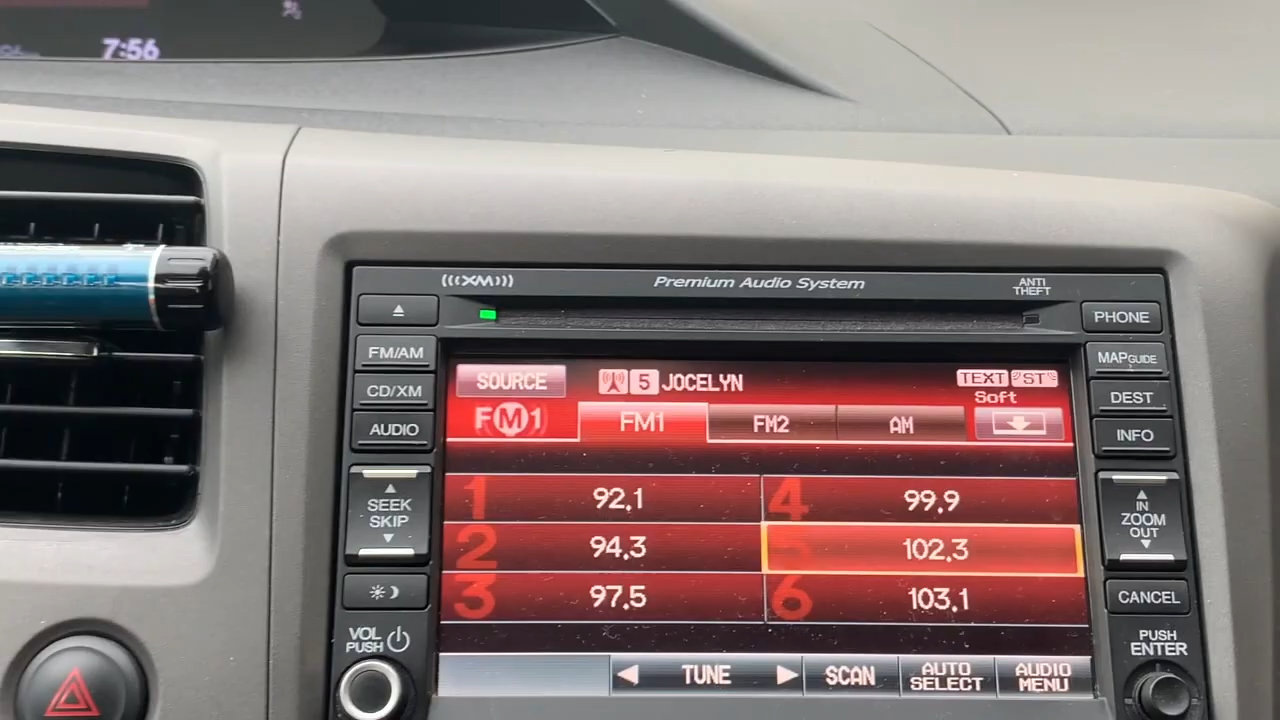 7:56
XM
Premium Audio System
ANTI
THEFT
PHONE
FM/AM
MAP GUIDE
CD/XM
DEST
AUDIO
INFO
SEEK
SKIP
IN
ZOOM
OUT
CANCEL
VOL
PUSH
PUSH
ENTER
SOURCE
5 JOCELYN
TEXT ST
Soft
FM1
FM1
FM2
AM
1 92.1
4 99.9
2 94.3
5 102.3
3 97.5
6 103.1
TUNE
SCAN
AUTO
SELECT
AUDIO
MENU